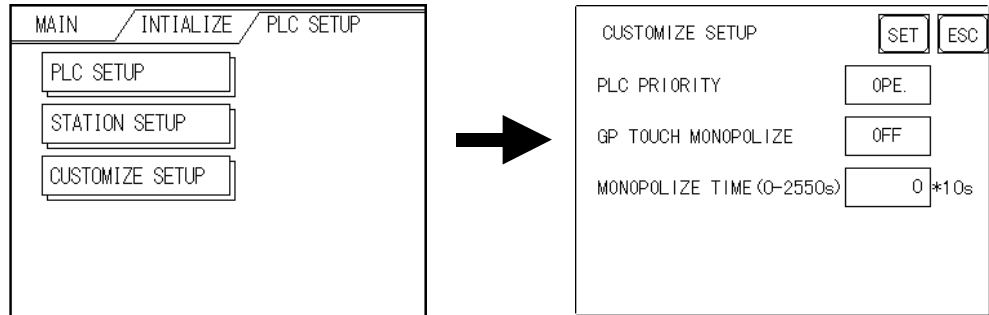 MAIN INTIALIZE PLC SETUP
PLC SETUP
STATION SETUP
CUSTOMIZE SETUP
CUSTOMIZE SETUP SET ESC
PLC PRIORITY OPE.
GP TOUCH MONOPOLIZE OFF
MONOPOLIZE TIME(0-2550s) 0 *10s